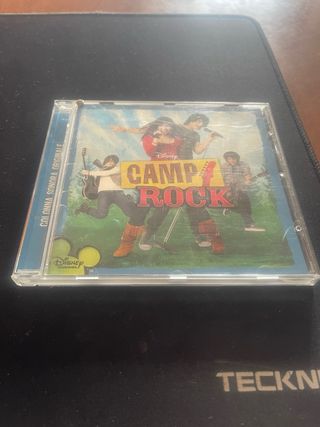 COLONNA SONORA ORIGINALE
Disney
CAMP
ROCK
Disney
TECKN